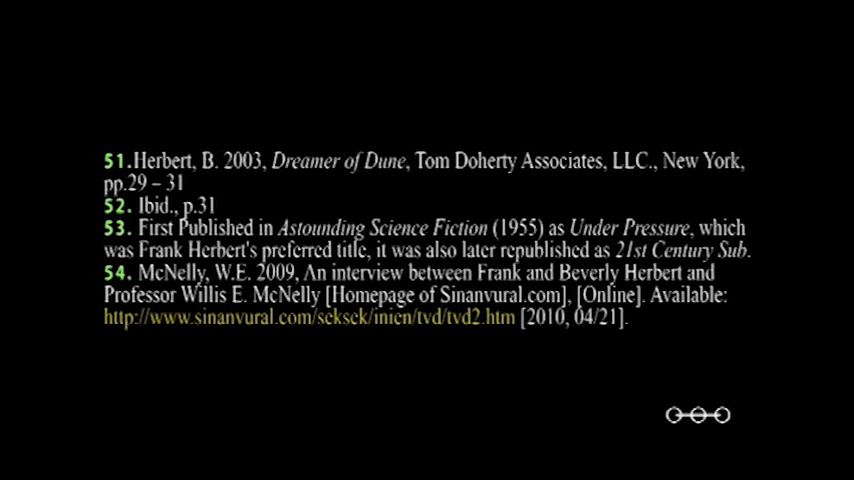 51.Herbert, B. 2003, Dreamer of Dune, Tom Doherty Associates, LLC., New York,
pp.29 – 31
52. Ibid., p.31
53. First Published in Astounding Science Fiction (1955) as Under Pressure, which
was Frank Herbert's preferred title, it was also later republished as 21st Century Sub.
54. McNelly, W.E. 2009, An interview between Frank and Beverly Herbert and
Professor Willis E. McNelly [Homepage of Sinanvural.com], [Online]. Available:
http://www.sinanvural.com/seksek/inien/tvd/tvd2.htm [2010, 04/21].